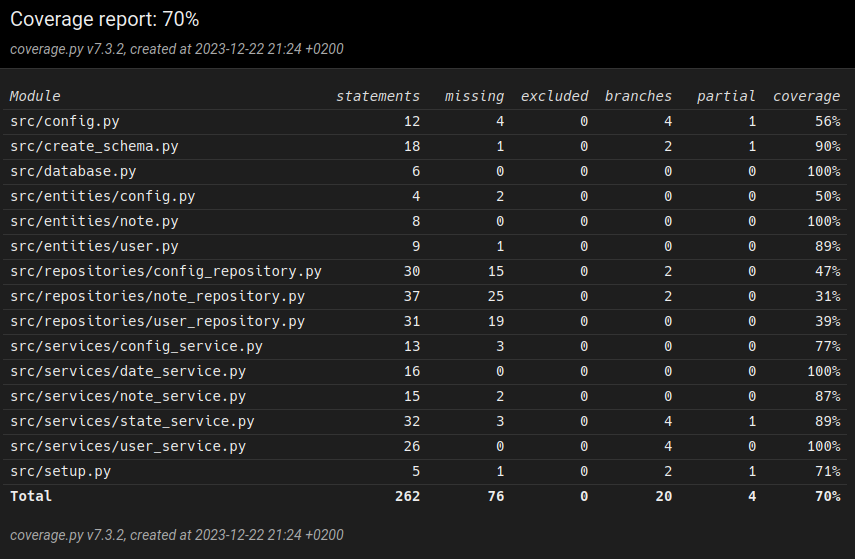 Coverage report: 70%
coverage.py v7.3.2, created at 2023-12-22 21:24 +0200
Module statements missing excluded branches partial coverage
src/config.py 12 4 0 4 1 56%
src/create_schema.py 18 1 0 2 1 90%
src/database.py 6 0 0 0 0 100%
src/entities/config.py 4 2 0 0 0 50%
src/entities/note.py 8 0 0 0 0 100%
src/entities/user.py 9 1 0 0 0 89%
src/repositories/config_repository.py 30 15 0 2 0 47%
src/repositories/note_repository.py 37 25 0 2 0 31%
src/repositories/user_repository.py 31 19 0 0 0 39%
src/services/config_service.py 13 3 0 0 0 77%
src/services/date_service.py 16 0 0 0 0 100%
src/services/note_service.py 15 2 0 0 0 87%
src/services/state_service.py 32 3 0 4 1 89%
src/services/user_service.py 26 0 0 4 0 100%
src/setup.py 5 1 0 2 1 71%
Total 262 76 0 20 4 70%
coverage.py v7.3.2, created at 2023-12-22 21:24 +0200